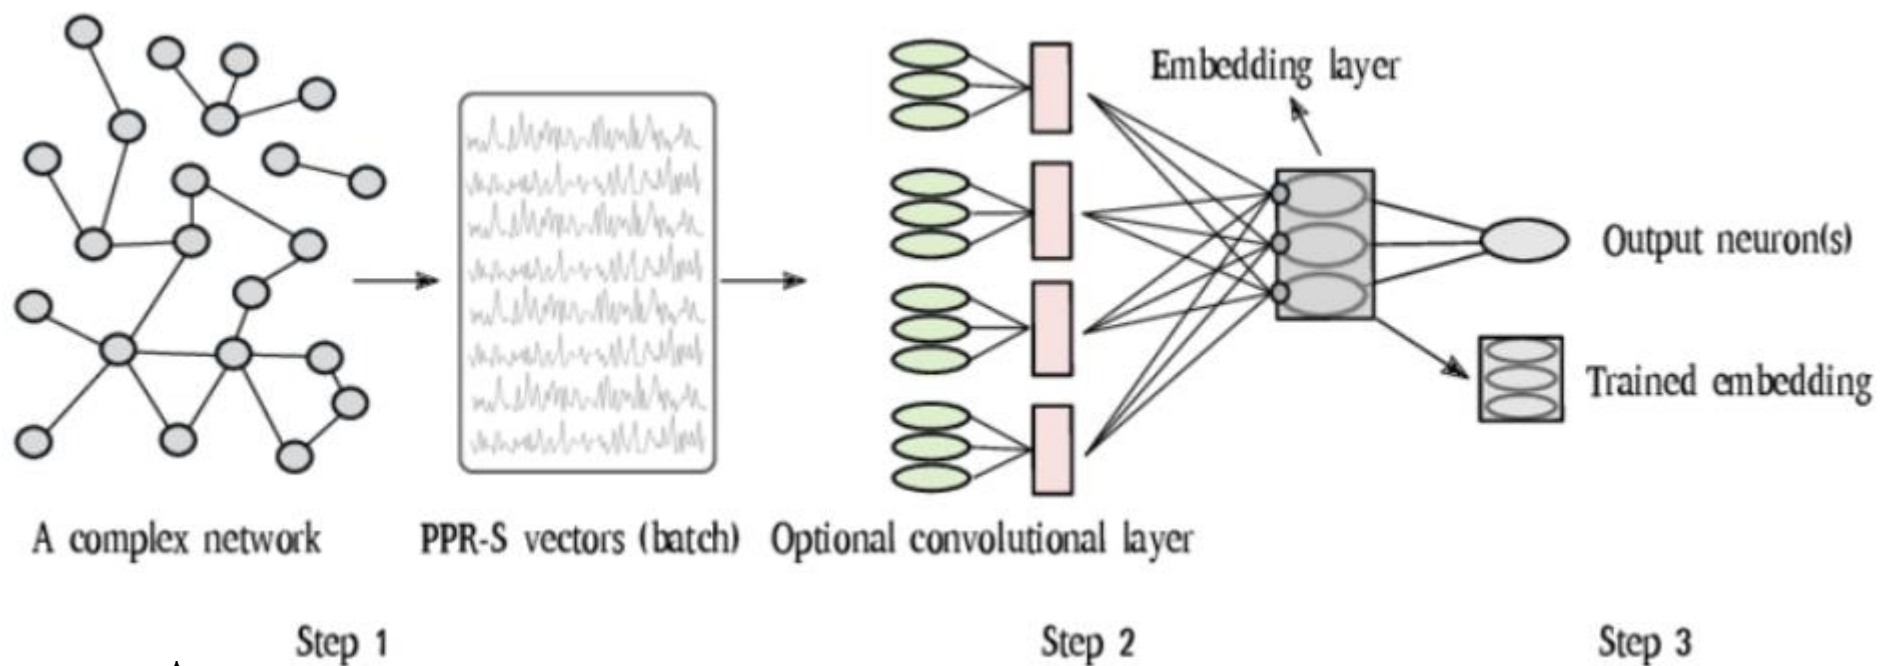 Embedding layer
Output neuron(s)
Trained embedding
A complex network
PPR-S vectors (batch)
Optional convolutional layer
Step 1
Step 2
Step 3